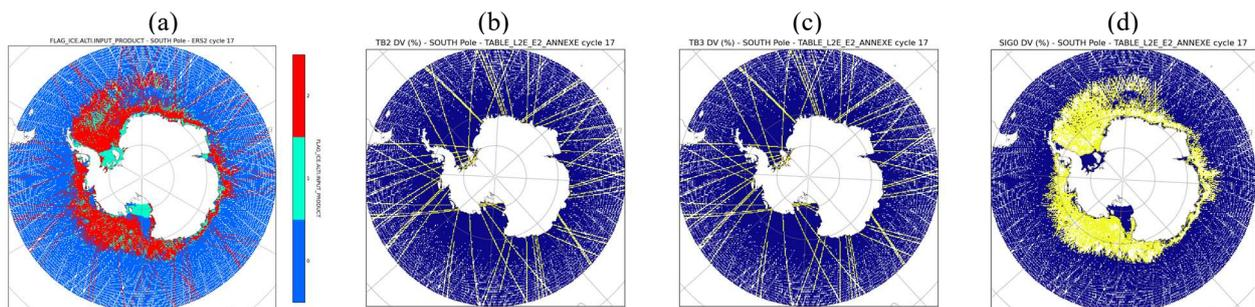 (a)
(b)
(c)
(d)
FLAG_ICE.ALTI.INPUT_PRODUCT - SOUTH Pole - ERS2 cycle 17
TB2 DV (%) - SOUTH Pole - TABLE_L2E_E2_ANNEXE cycle 17
TB3 DV (%) - SOUTH Pole - TABLE_L2E_E2_ANNEXE cycle 17
SIG0 DV (%) - SOUTH Pole - TABLE_L2E_E2_ANNEXE cycle 17
2
1
0
FLAG_ICE.ALTI.INPUT_PRODUCT